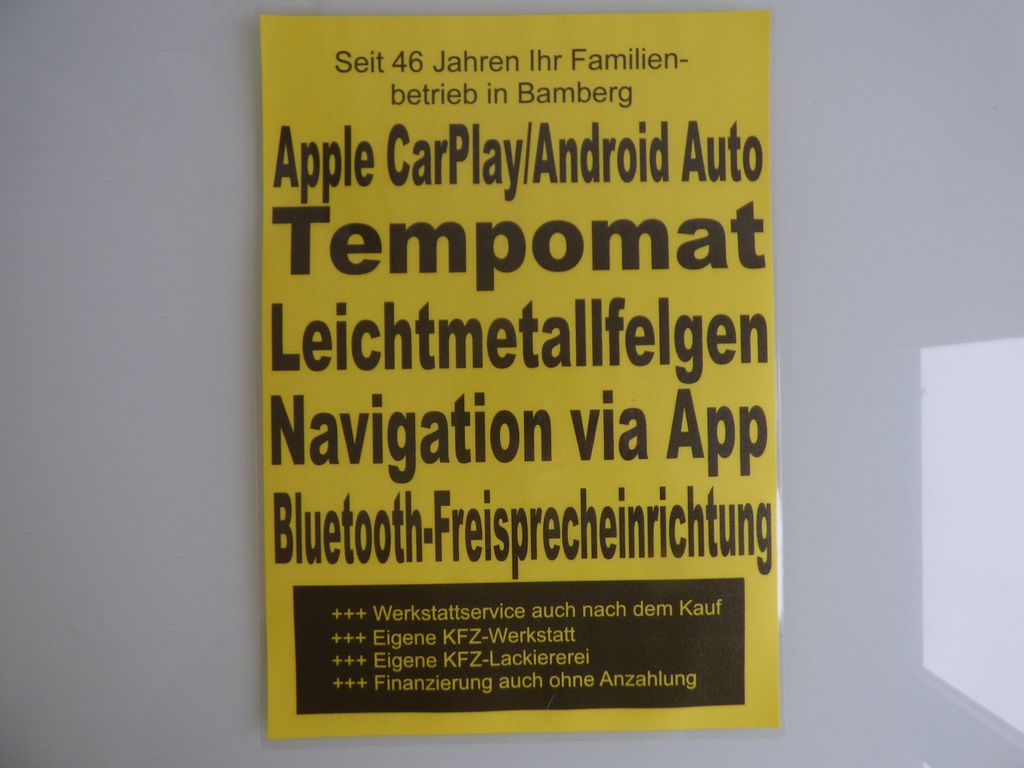 Seit 46 Jahren Ihr Familien-
betrieb in Bamberg
Apple CarPlay/Android Auto
Tempomat
Leichtmetallfelgen
Navigation via App
Bluetooth-Freisprecheinrichtung
+++ Werkstattservice auch nach dem Kauf
+++ Eigene KFZ-Werkstatt
+++ Eigene KFZ-Lackiererei
+++ Finanzierung auch ohne Anzahlung